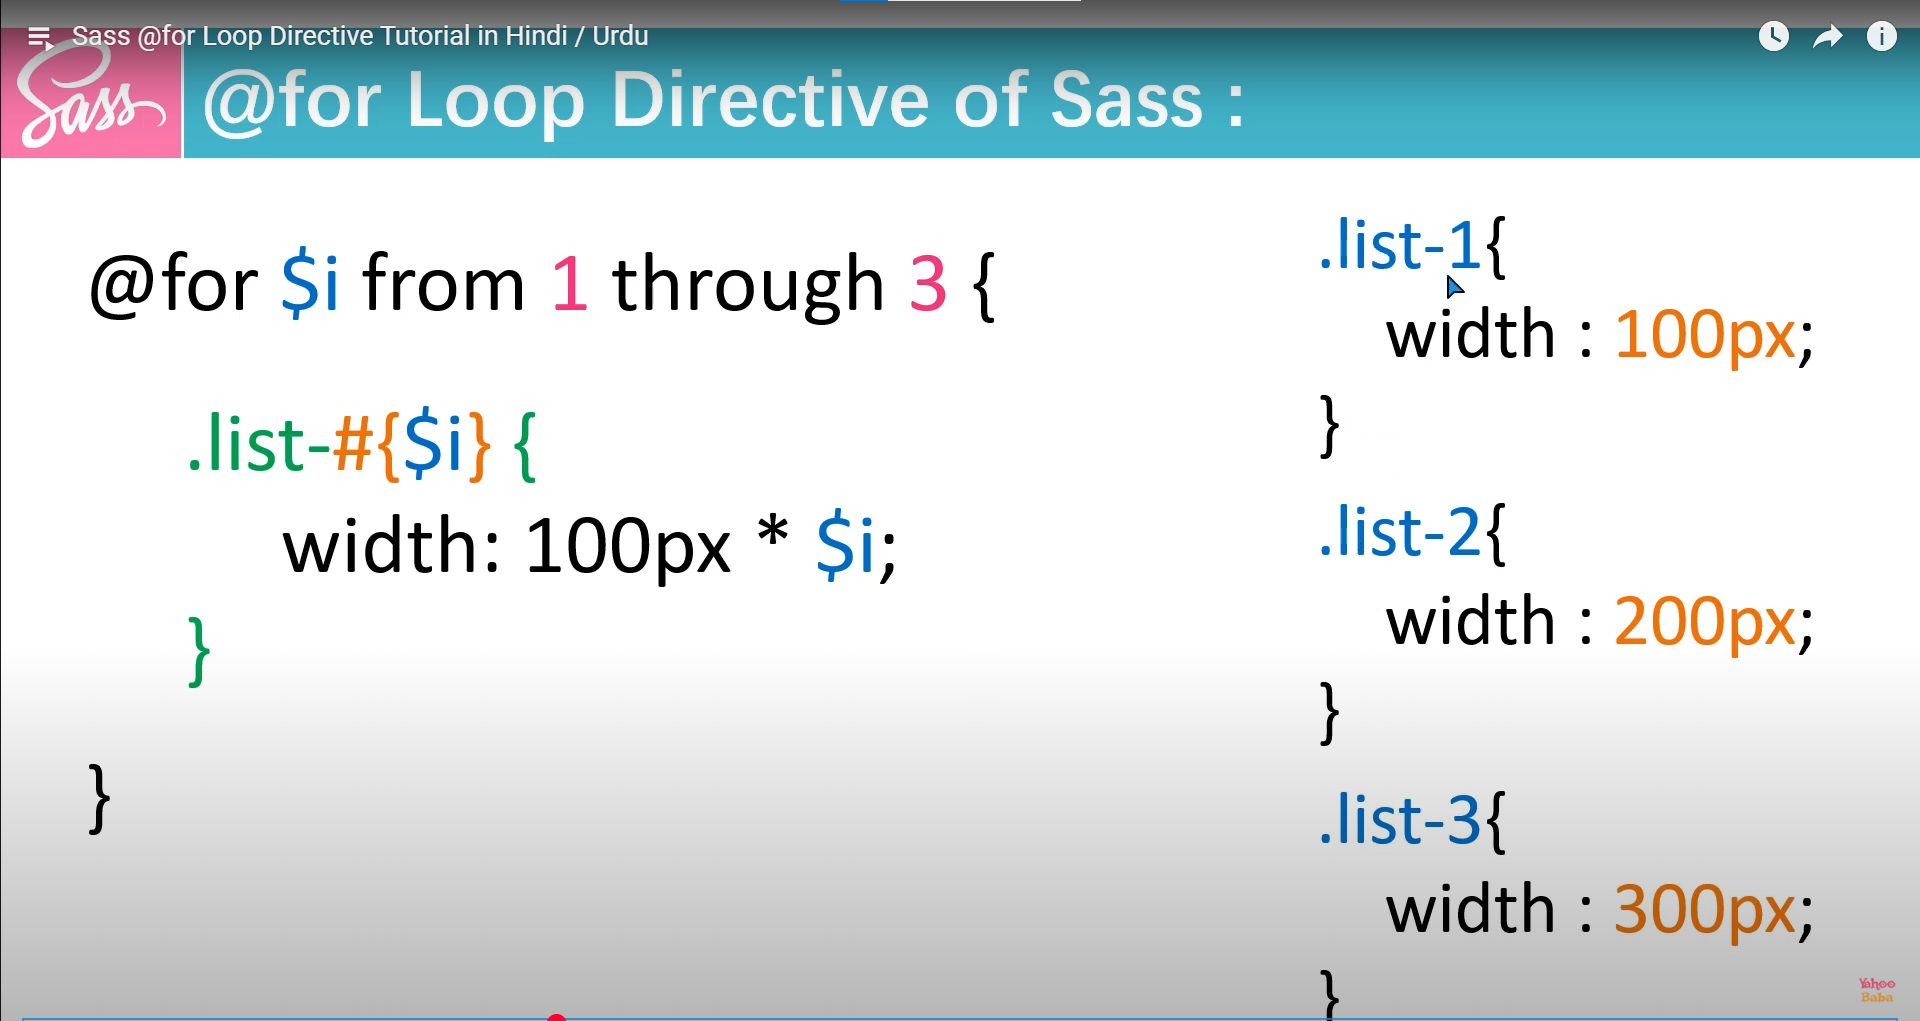 Sass @for Loop Directive Tutorial in Hindi / Urdu
Sass
@for Loop Directive of Sass :
@for $i from 1 through 3 {
.list-#{$i} {
width: 100px * $i;
}
}
.list-1{
width : 100px;
}
.list-2{
width : 200px;
}
.list-3{
width : 300px;
}
Yahoo
Baba